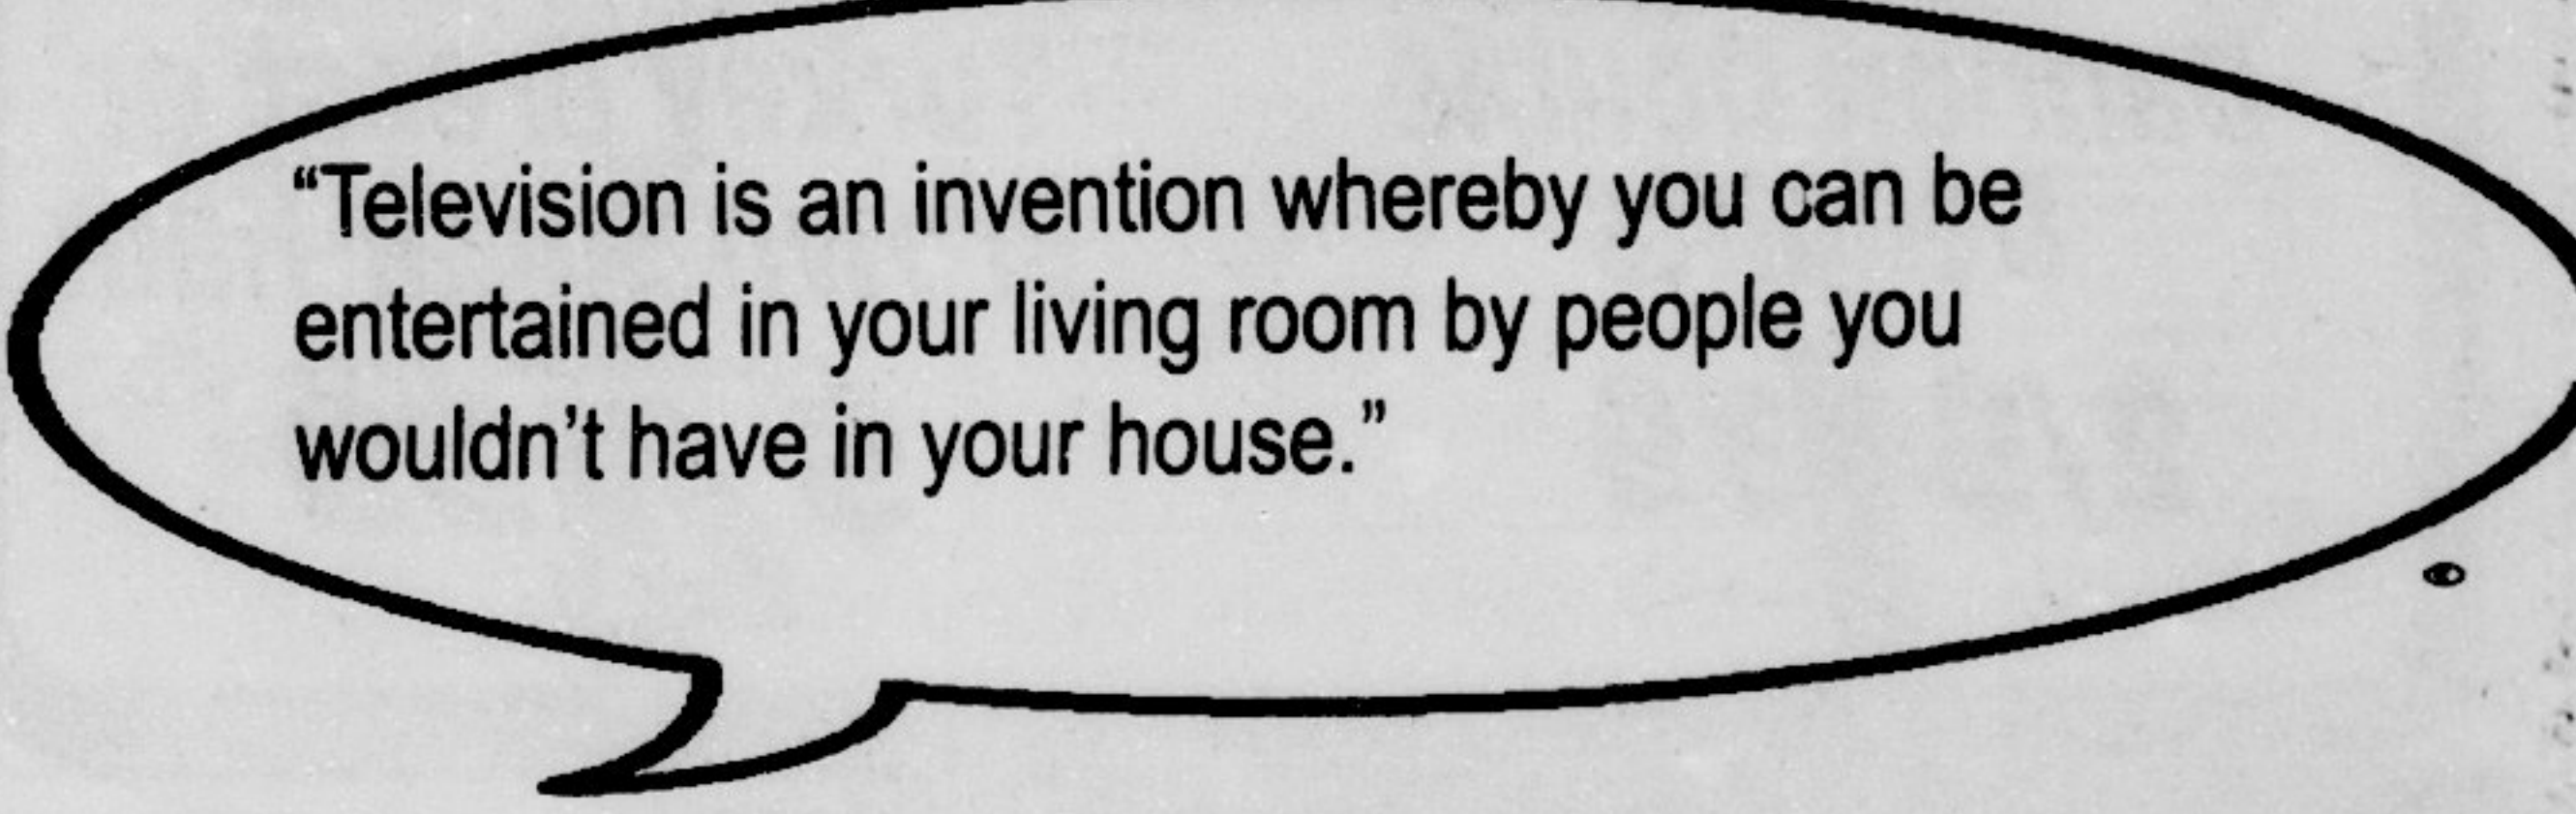 “Television is an invention whereby you can be
entertained in your living room by people you
wouldn’t have in your house.”